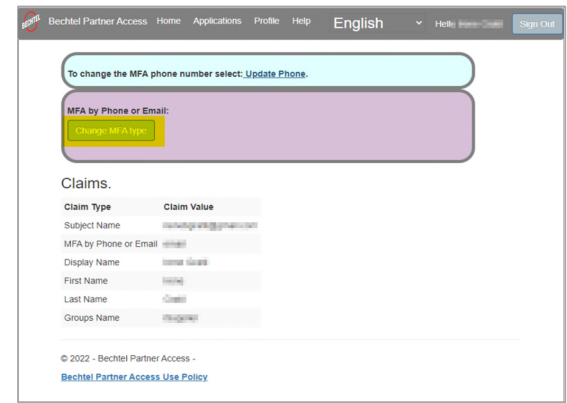 BECHTEL
Bechtel Partner Access Home Applications Profile Help English Hello Sign Out
To change the MFA phone number select: Update Phone.
MFA by Phone or Email:
Change MFA type
Claims.
Claim Type Claim Value
Subject Name
MFA by Phone or Email
Display Name
First Name
Last Name
Groups Name
© 2022 - Bechtel Partner Access -
Bechtel Partner Access Use Policy